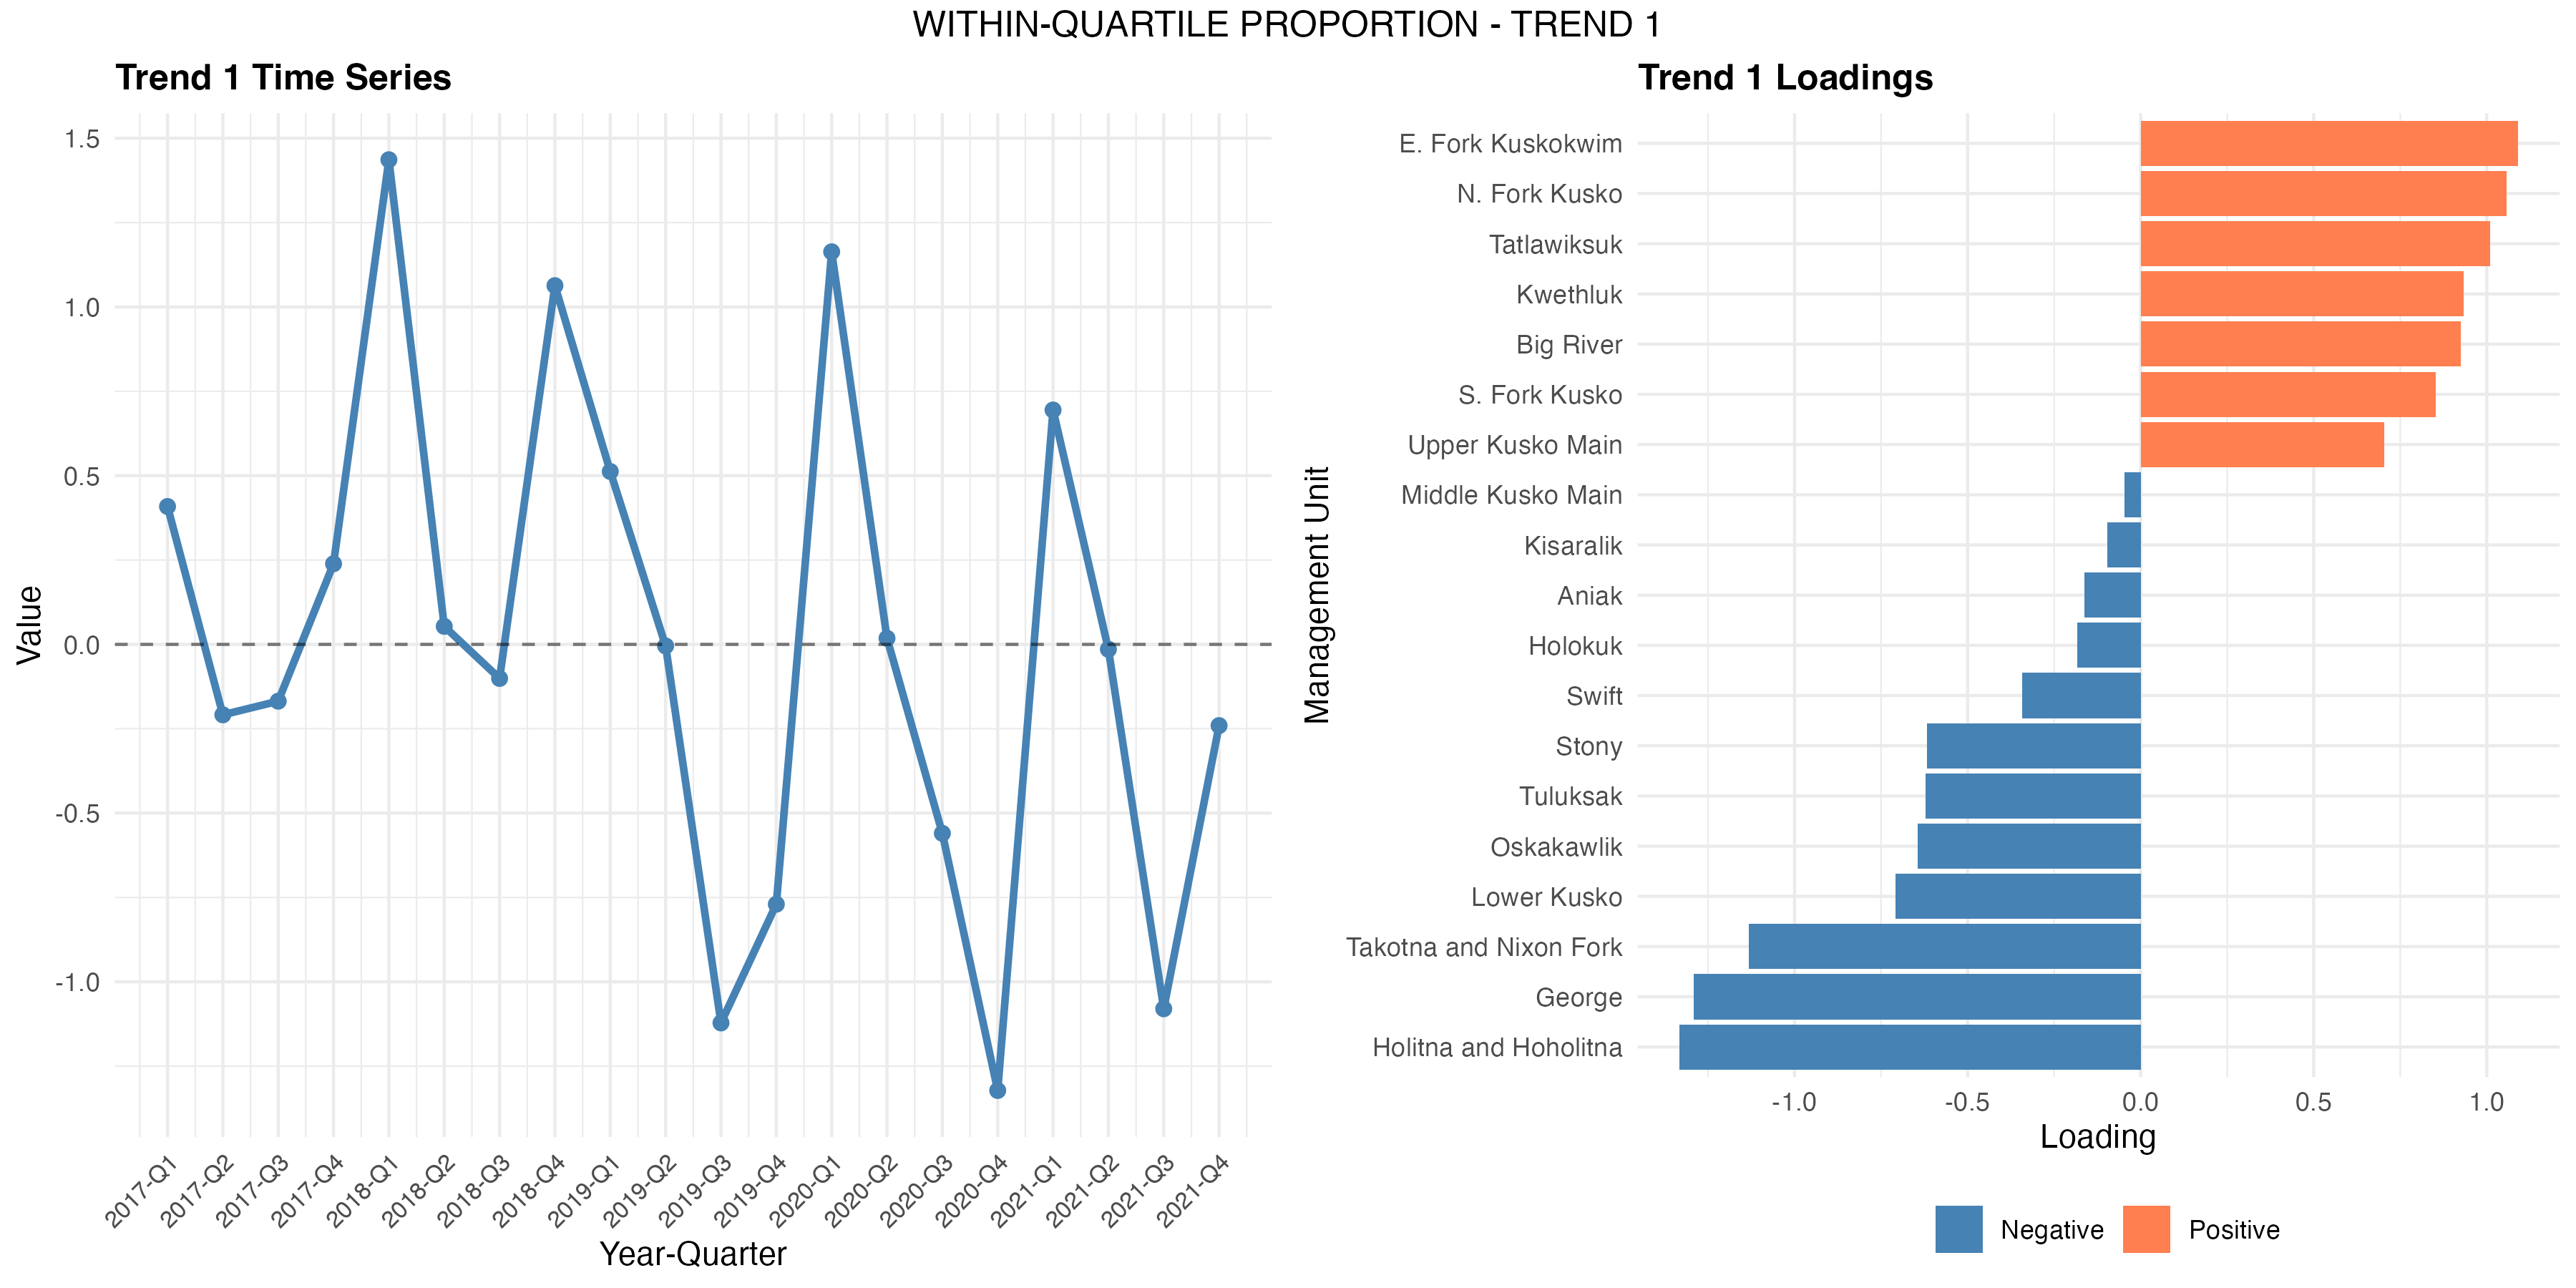 WITHIN-QUARTILE PROPORTION - TREND 1
Trend 1 Time Series
Value
1.5
1.0
0.5
0.0
-0.5
-1.0
2017-Q1
2017-Q2
2017-Q3
2017-Q4
2018-Q1
2018-Q2
2018-Q3
2018-Q4
2019-Q1
2019-Q2
2019-Q3
2019-Q4
2020-Q1
2020-Q2
2020-Q3
2020-Q4
2021-Q1
2021-Q2
2021-Q3
2021-Q4
Year-Quarter
Trend 1 Loadings
Management Unit
E. Fork Kuskokwim
N. Fork Kusko
Tatlawiksuk
Kwethluk
Big River
S. Fork Kusko
Upper Kusko Main
Middle Kusko Main
Kisaralik
Aniak
Holokuk
Swift
Stony
Tuluksak
Oskakawlik
Lower Kusko
Takotna and Nixon Fork
George
Holitna and Hoholitna
-1.0
-0.5
0.0
0.5
1.0
Loading
Negative
Positive